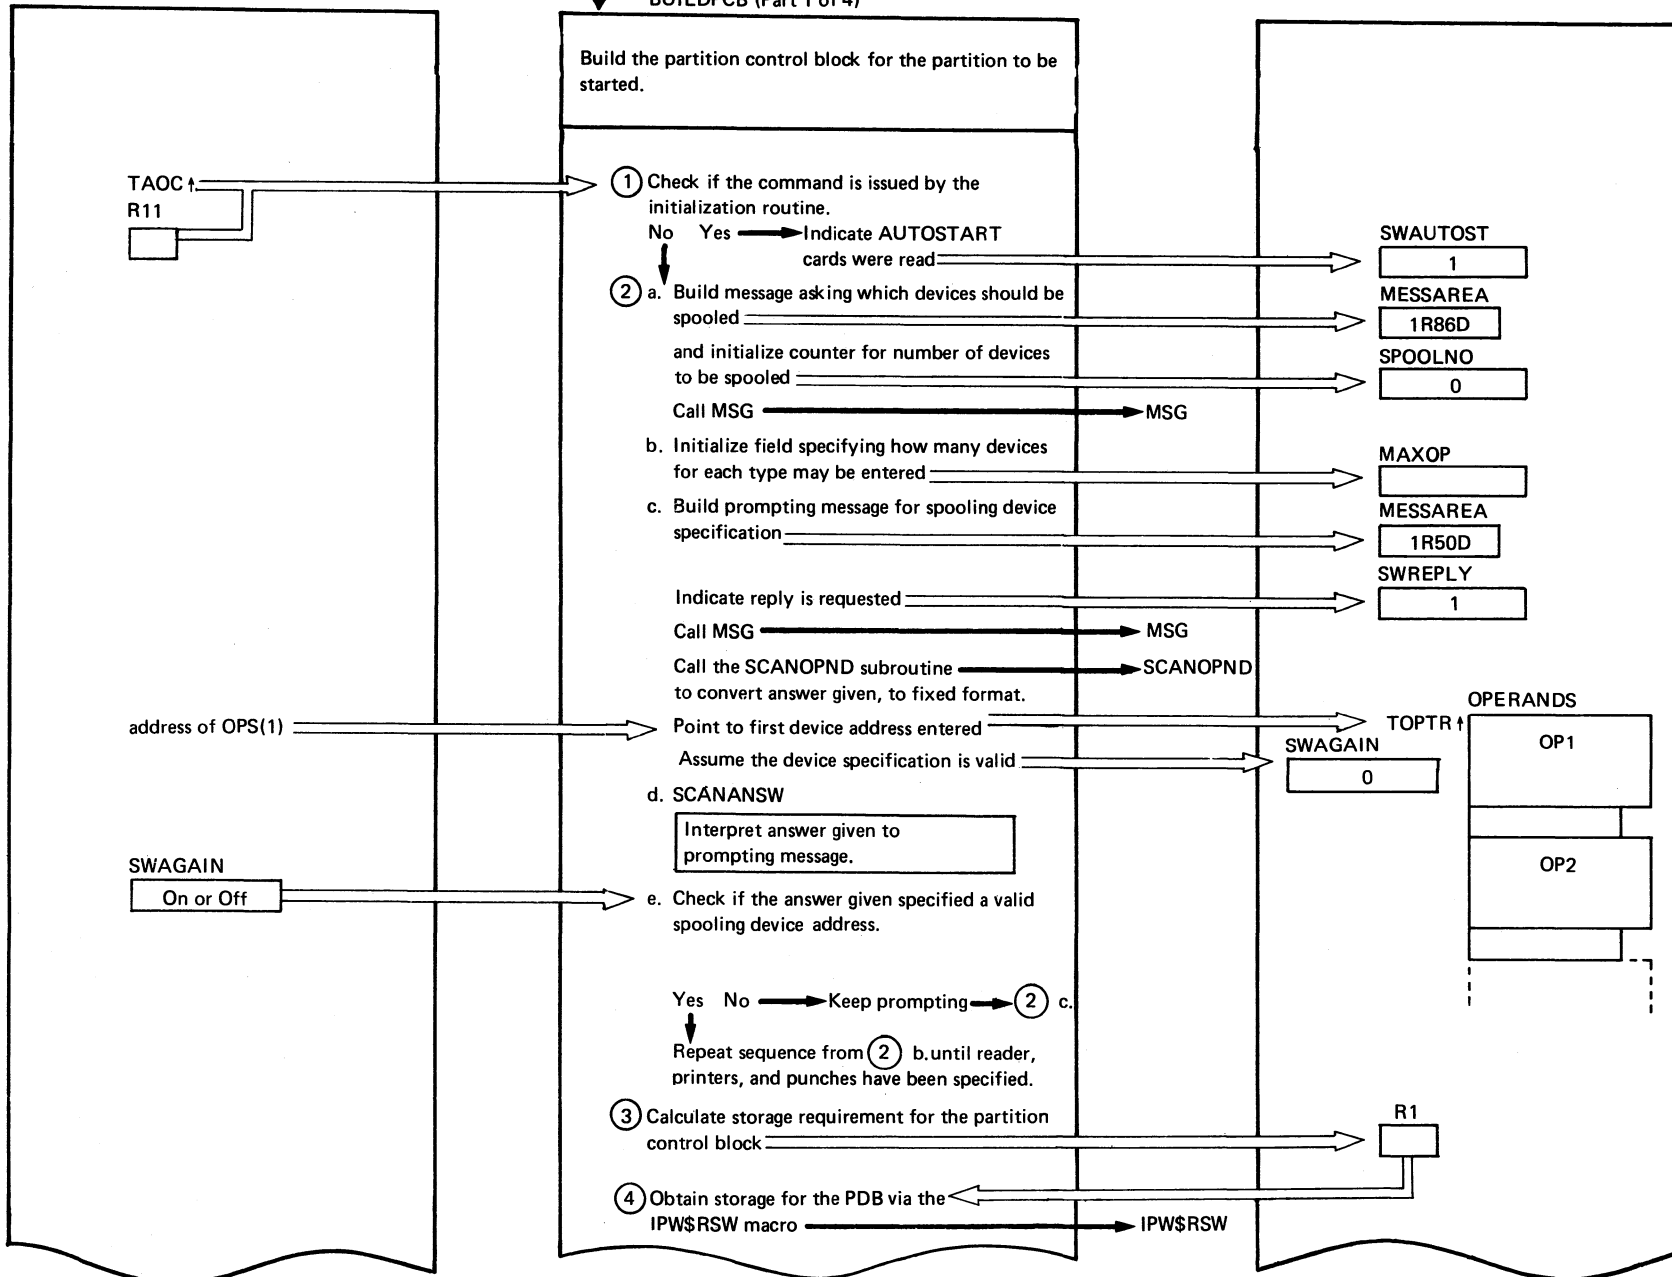 BUILDPCB (Part 1 of 4)
Build the partition control block for the partition to be
started.
TAOC
R11
1 Check if the command is issued by the
initialization routine.
No Yes Indicate AUTOSTART
cards were read
SWAUTOST
1
2 a. Build message asking which devices should be
spooled
MESSAREA
1R86D
and initialize counter for number of devices
to be spooled
SPOOLNO
0
Call MSG MSG
b. Initialize field specifying how many devices
for each type may be entered
MAXOP
c. Build prompting message for spooling device
specification
MESSAREA
1R50D
Indicate reply is requested
SWREPLY
1
Call MSG MSG
Call the SCANOPND subroutine SCANOPND
to convert answer given, to fixed format.
address of OPS(1)
Point to first device address entered
TOPTR
OPERANDS
OP1
OP2
Assume the device specification is valid
SWAGAIN
0
d. SCANANSW
Interpret answer given to
prompting message.
SWAGAIN
On or Off
e. Check if the answer given specified a valid
spooling device address.
Yes No Keep prompting 2 c.
Repeat sequence from 2 b.until reader,
printers, and punches have been specified.
3 Calculate storage requirement for the partition
control block
R1
4 Obtain storage for the PDB via the
IPW$RSW macro IPW$RSW